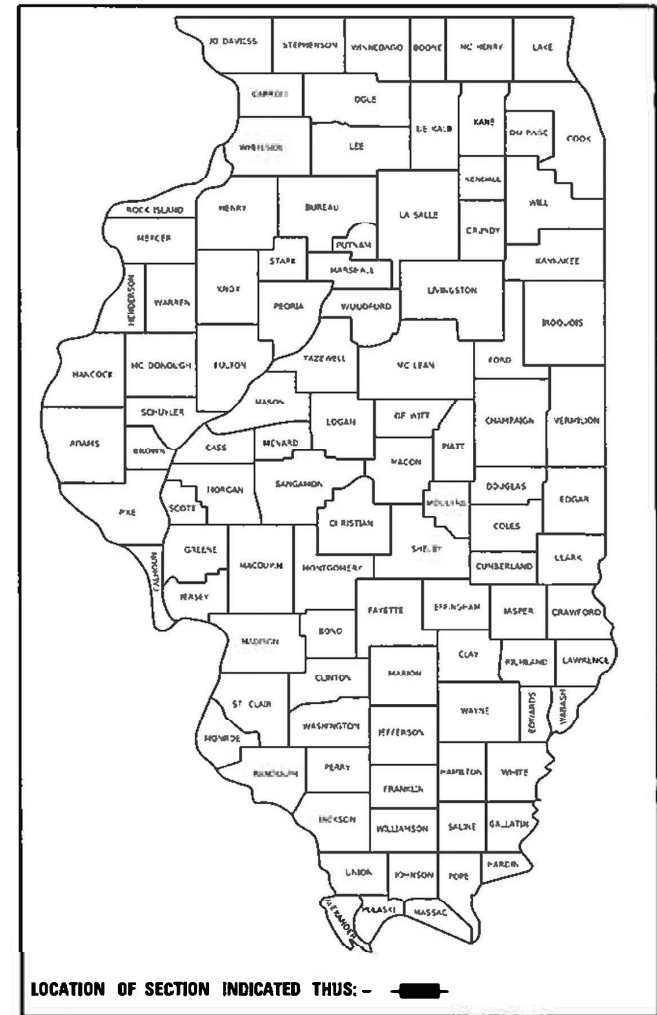 JO DAVIESS STEPHENSON WINNEBAGO BOONE MC HENRY LAKE
CARROLL OGLE DE KALB KANE DU PAGE COOK
WHITESIDE LEE KENDALL
ROCK ISLAND HENRY BUREAU LA SALLE GRUNDY WILL
MERCER PUTNAM KANKAKEE
STARK MARSHALL
HENDERSON WARREN KNOX PEORIA WOODFORD LIVINGSTON IROQUOIS
HANCOCK MC DONOUGH FULTON TAZEWELL MC LEAN FORD
SCHUYLER MASON LOGAN DE WITT CHAMPAIGN VERMILION
ADAMS BROWN CASS MENARD PIATT
MACON
PIKE SCOTT MORGAN SANGAMON MOULTRIE DOUGLAS EDGAR
CHRISTIAN COLES
CALHOUN GREENE MACOUPIN MONTGOMERY SHELBY CUMBERLAND CLARK
JERSEY FAYETTE EFFINGHAM JASPER CRAWFORD
MADISON BOND CLAY RICHLAND LAWRENCE
CLINTON MARION
ST CLAIR WAYNE EDWARDS WABASH
MONROE WASHINGTON JEFFERSON
RANDOLPH PERRY HAMILTON WHITE
FRANKLIN
JACKSON WILLIAMSON SALINE GALLATIN
UNION JOHNSON POPE HARDIN
ALEXANDER PULASKI MASSAC
LOCATION OF SECTION INDICATED THUS: -